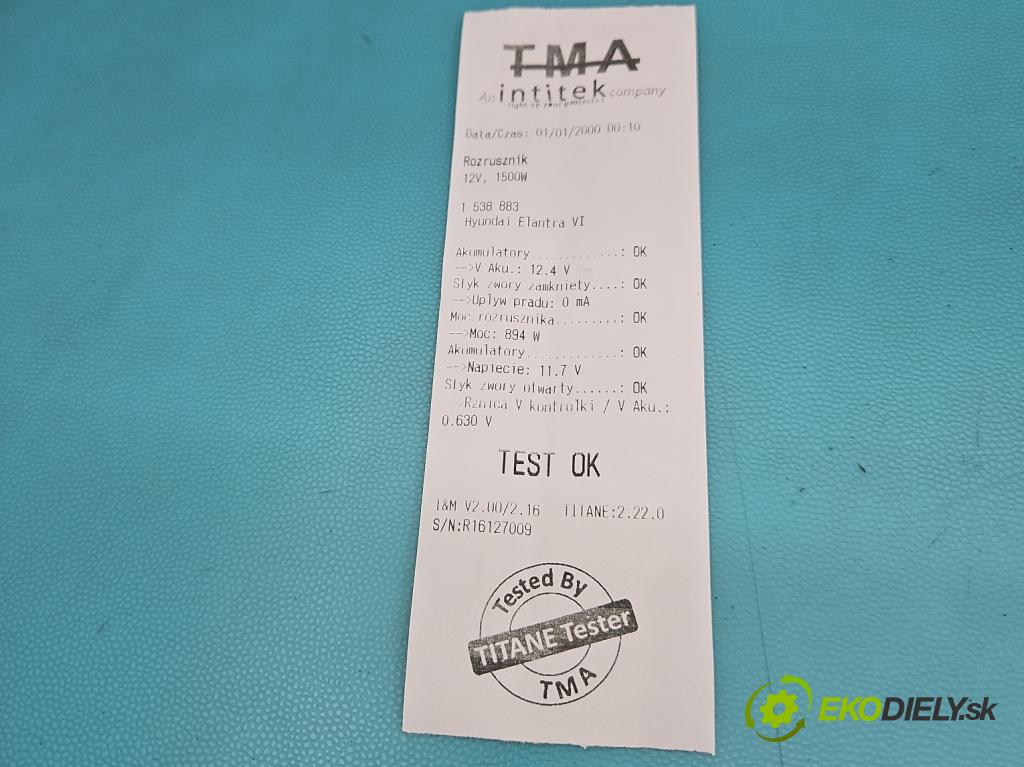 TMA
An intitek company
light up your projects!
Data/Czas: 01/01/2000 00:10
Rozrusznik
12V, 1500W
1 538 883
Hyundai Elantra VI
Akumulatory.............: OK
-->V Aku.: 12.4 V
Styk zwory zamkniety....: OK
-->Uplyw pradu: 0 mA
Moc rozrusznika.........: OK
-->Moc: 894 W
Akumulatory.............: OK
-->Napiecie: 11.7 V
Styk zwory otwarty......: OK
-->Rznica V kontrolki / V Aku.:
0.630 V
TEST OK
I&M V2.00/2.16 TITANE:2.22.0
S/N:R16127009
Tested By
TITANE Tester
TMA
EKODIELY.sk